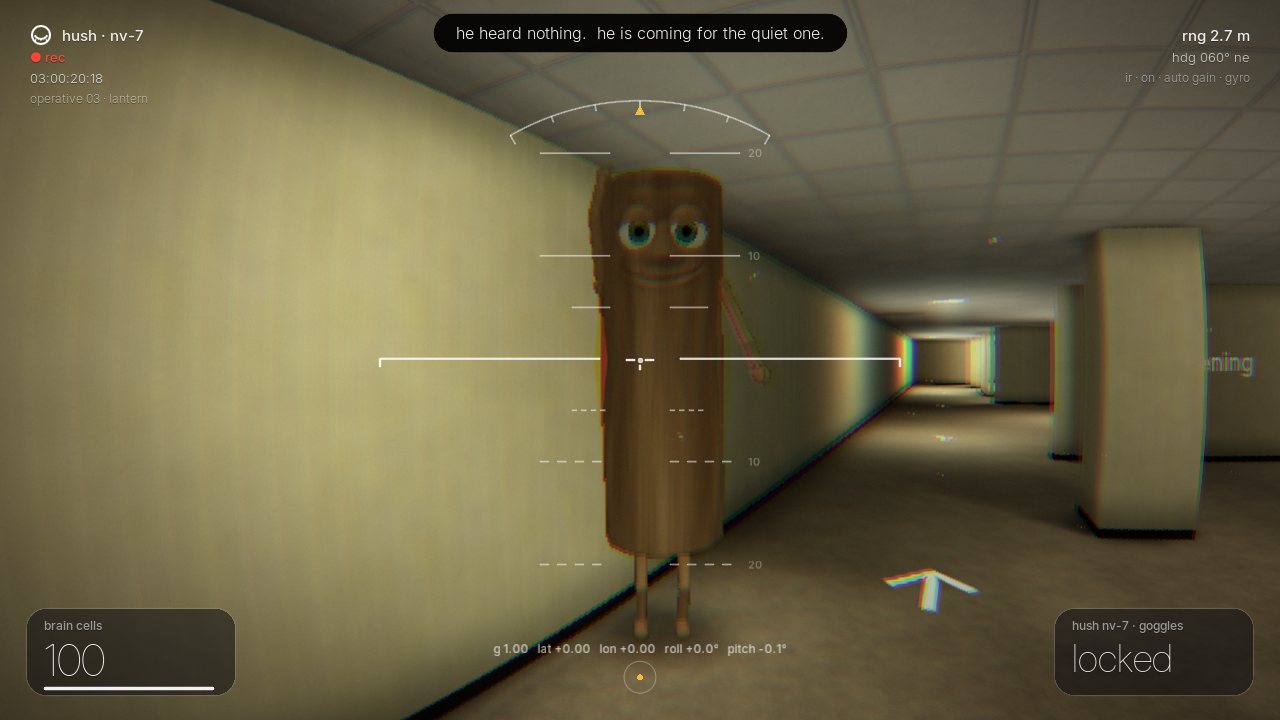 hush · nv-7
rec
03:00:20:18
operative 03 · lantern
he heard nothing.  he is coming for the quiet one.
rng 2.7 m
hdg 060° ne
ir · on · auto gain · gyro
20
10
10
20
g 1.00 lat +0.00 lon +0.00 roll +0.0° pitch -0.1°
brain cells
100
hush nv-7 · goggles
locked